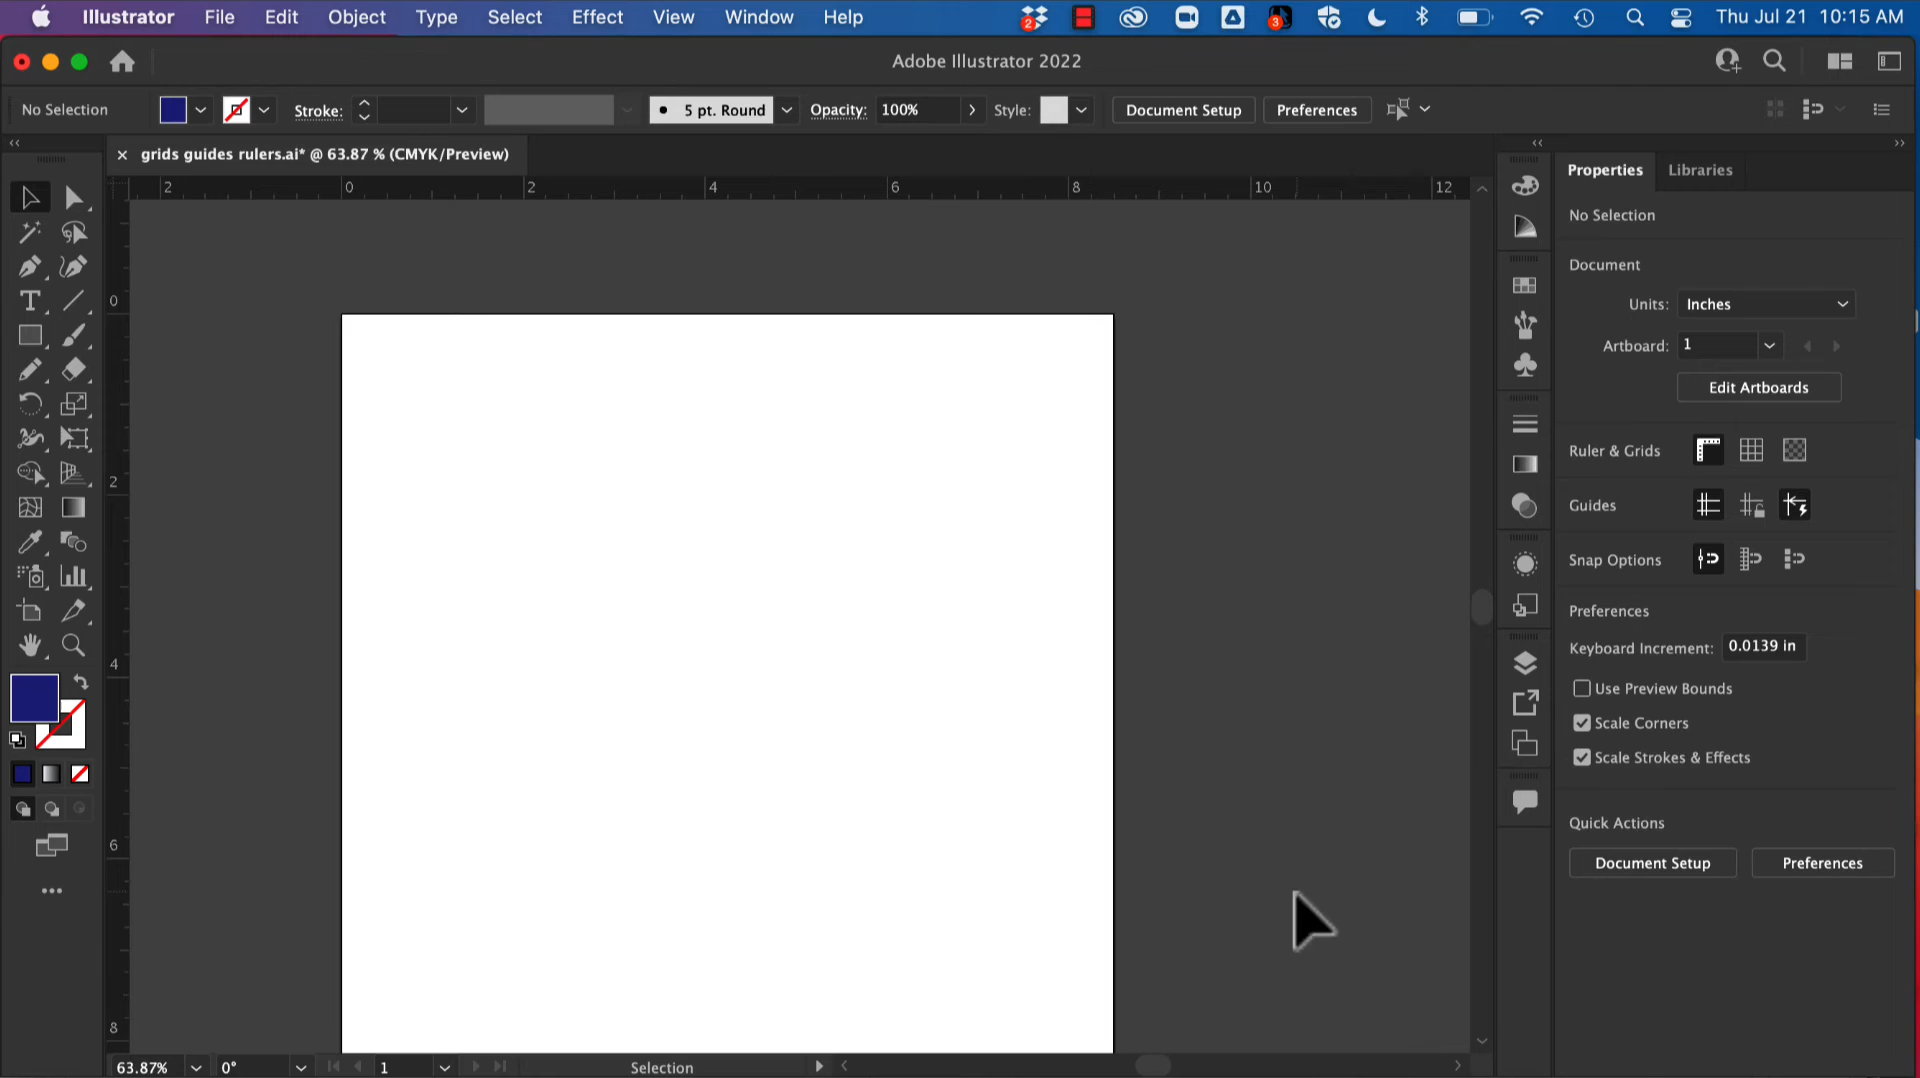 Illustrator File Edit Object Type Select Effect View Window Help 2 3 Thu Jul 21 10:15 AM
Adobe Illustrator 2022
No Selection Stroke: 5 pt. Round Opacity: 100% Style: Document Setup Preferences
grids guides rulers.ai* @ 63.87 % (CMYK/Preview)
2 0 2 4 6 8 10 12
0
2
4
6
8
Properties Libraries
No Selection
Document
Units: Inches
Artboard: 1
Edit Artboards
Ruler & Grids
Guides
Snap Options
Preferences
Keyboard Increment: 0.0139 in
Use Preview Bounds
Scale Corners
Scale Strokes & Effects
Quick Actions
Document Setup Preferences
63.87% 0° 1 Selection